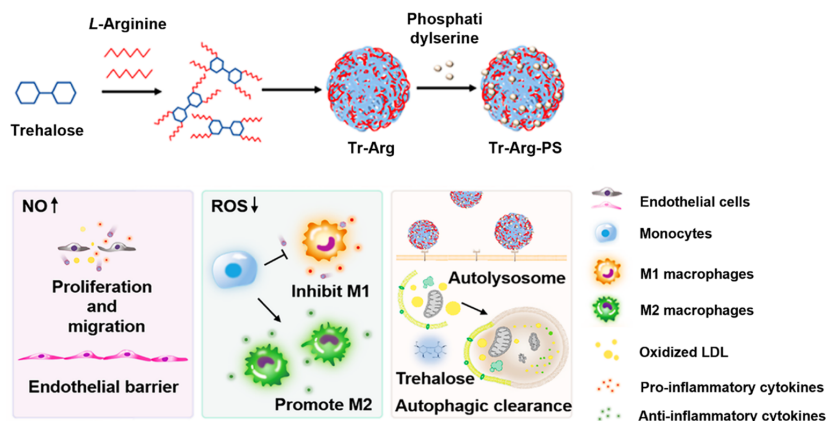 L-Arginine
Phosphati
dylserine
Trehalose
Tr-Arg
Tr-Arg-PS
NO↑
Proliferation
and
migration
Endothelial barrier
ROS↓
Inhibit M1
Promote M2
Autolysosome
Trehalose
Autophagic clearance
Endothelial cells
Monocytes
M1 macrophages
M2 macrophages
Oxidized LDL
Pro-inflammatory cytokines
Anti-inflammatory cytokines